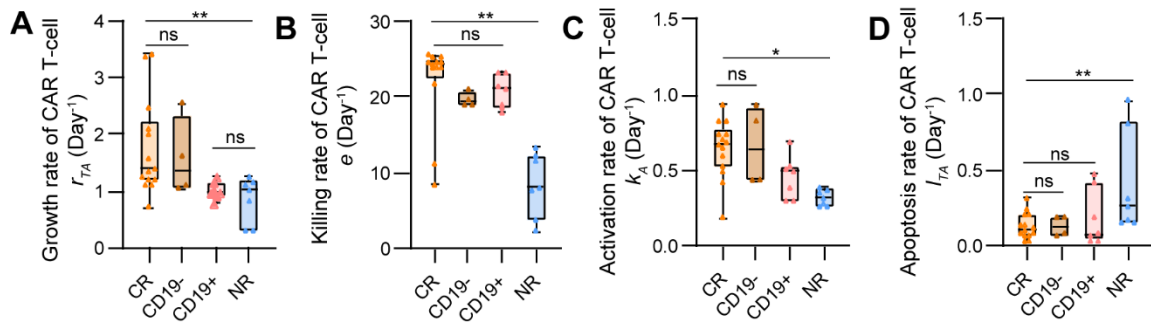 A
Growth rate of CAR T-cell
r_TA (Day⁻¹)
4
3
2
1
0
**
ns
ns
CR
CD19-
CD19+
NR
B
Killing rate of CAR T-cell
e (Day⁻¹)
30
20
10
0
**
ns
CR
CD19-
CD19+
NR
C
Activation rate of CAR T-cell
k_A (Day⁻¹)
1.5
1.0
0.5
0.0
*
ns
CR
CD19-
CD19+
NR
D
Apoptosis rate of CAR T-cell
l_TA (Day⁻¹)
1.5
1.0
0.5
0.0
**
ns
ns
CR
CD19-
CD19+
NR